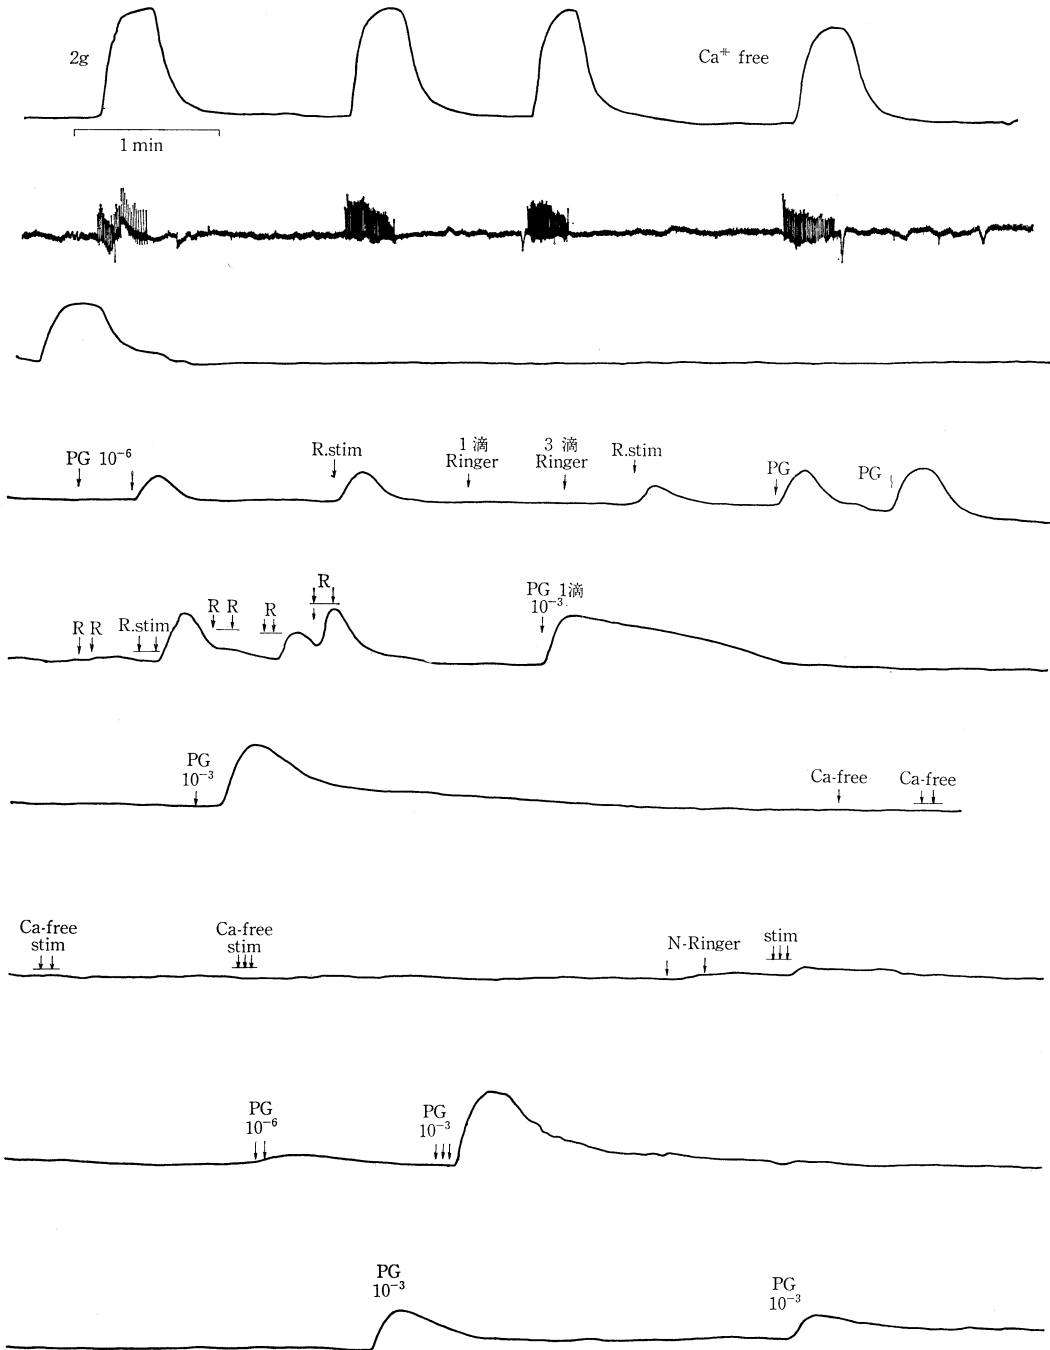 2g
Ca⧺ free
1 min
PG 10⁻⁶
R.stim
1滴
Ringer
3 滴
Ringer
R.stim
PG
PG
R R
R.stim
R R
R
R
PG 1滴
10⁻³
PG
10⁻³
Ca-free
Ca-free
Ca-free
stim
Ca-free
stim
N-Ringer
stim
PG
10⁻⁶
PG
10⁻³
PG
10⁻³
PG
10⁻³